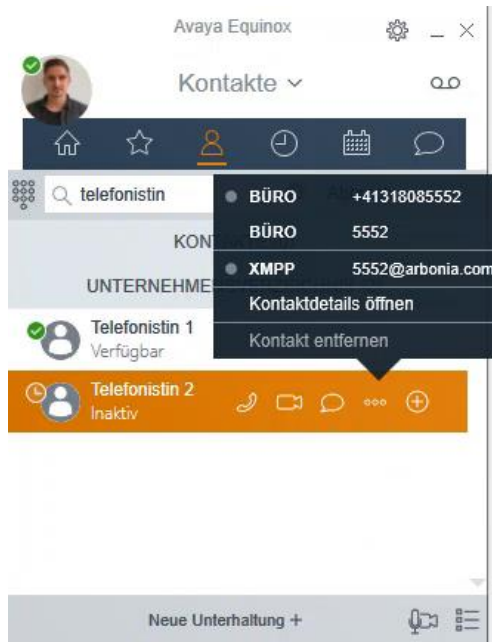 Avaya Equinox
Kontakte
telefonistin
BÜRO +41318085552
BÜRO 5552
XMPP 5552@arbonia.com
Kontaktdetails öffnen
Kontakt entfernen
Telefonistin 1
Verfügbar
Telefonistin 2
Inaktiv
Neue Unterhaltung +